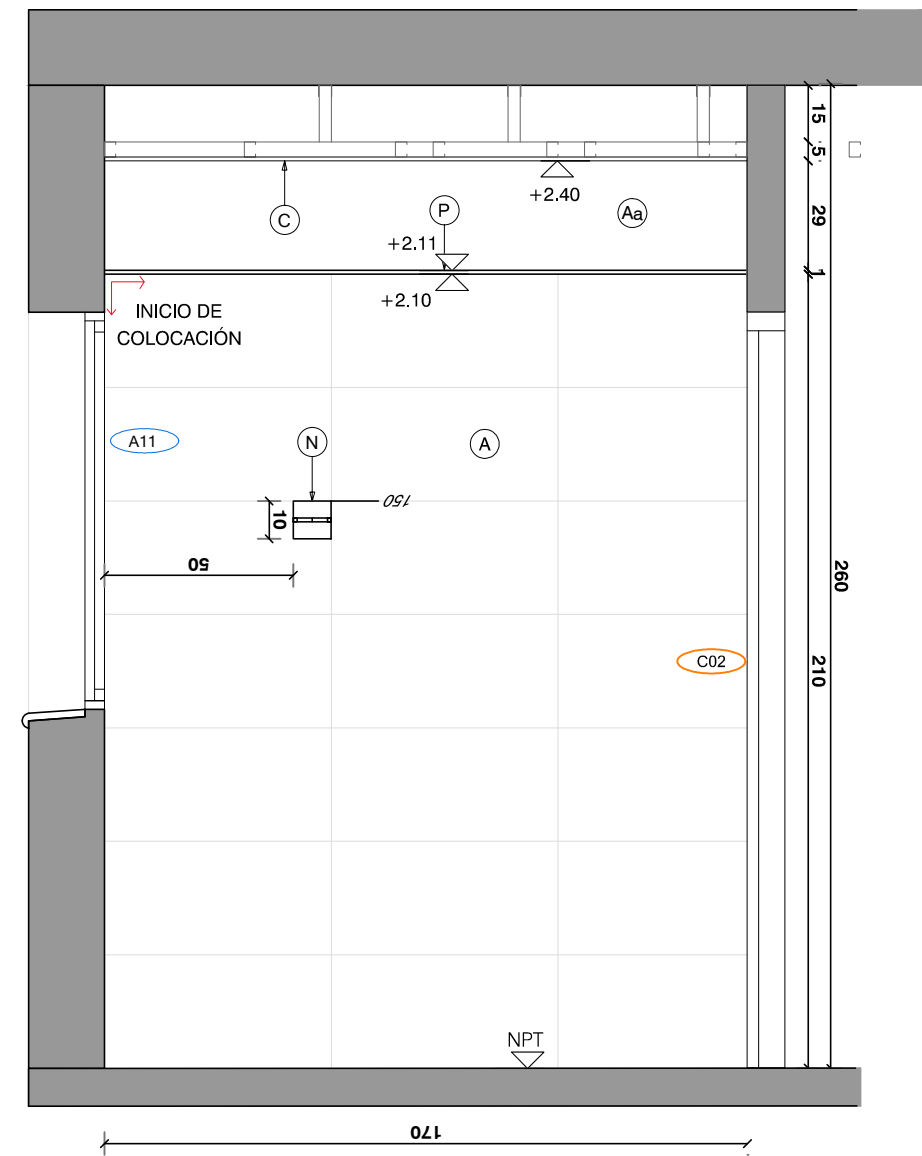 15
5
+2.40
C
P
Aa
29
+2.11
1
+2.10
INICIO DE
COLOCACIÓN
A11
N
A
150
10
50
260
C02
210
NPT
170